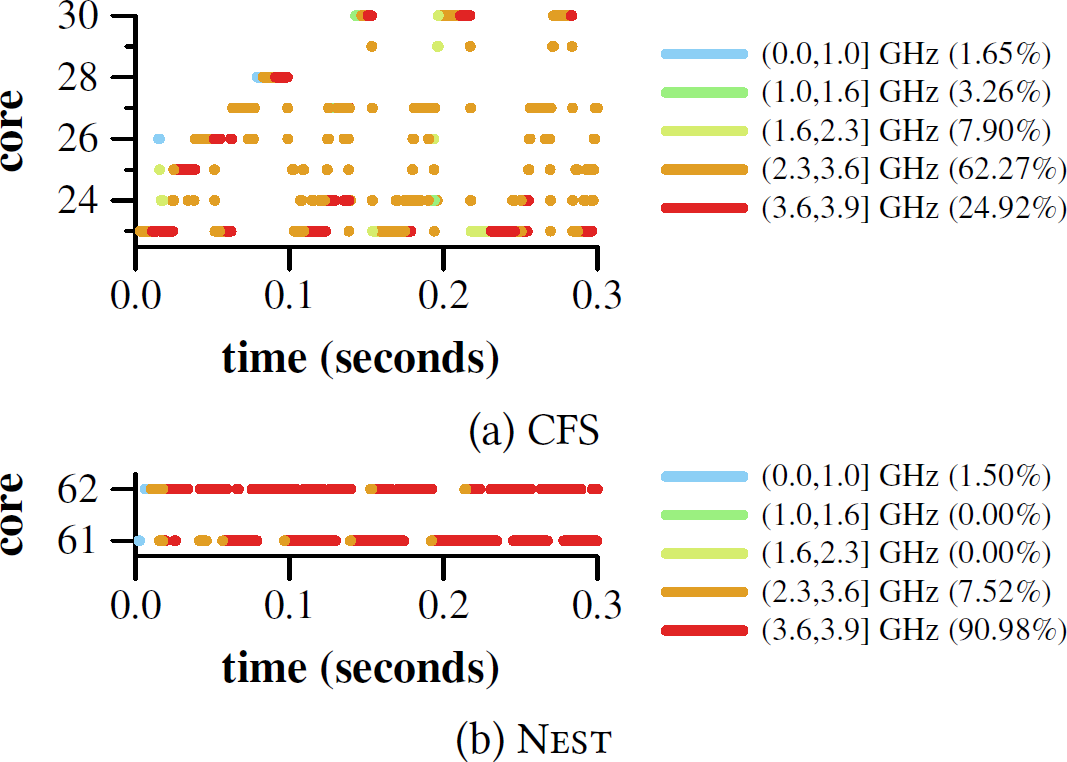 30
28
26
24
core
0.0 0.1 0.2 0.3
time (seconds)
(0.0,1.0] GHz (1.65%)
(1.0,1.6] GHz (3.26%)
(1.6,2.3] GHz (7.90%)
(2.3,3.6] GHz (62.27%)
(3.6,3.9] GHz (24.92%)
(a) CFS
62
61
core
0.0 0.1 0.2 0.3
time (seconds)
(0.0,1.0] GHz (1.50%)
(1.0,1.6] GHz (0.00%)
(1.6,2.3] GHz (0.00%)
(2.3,3.6] GHz (7.52%)
(3.6,3.9] GHz (90.98%)
(b) NEST